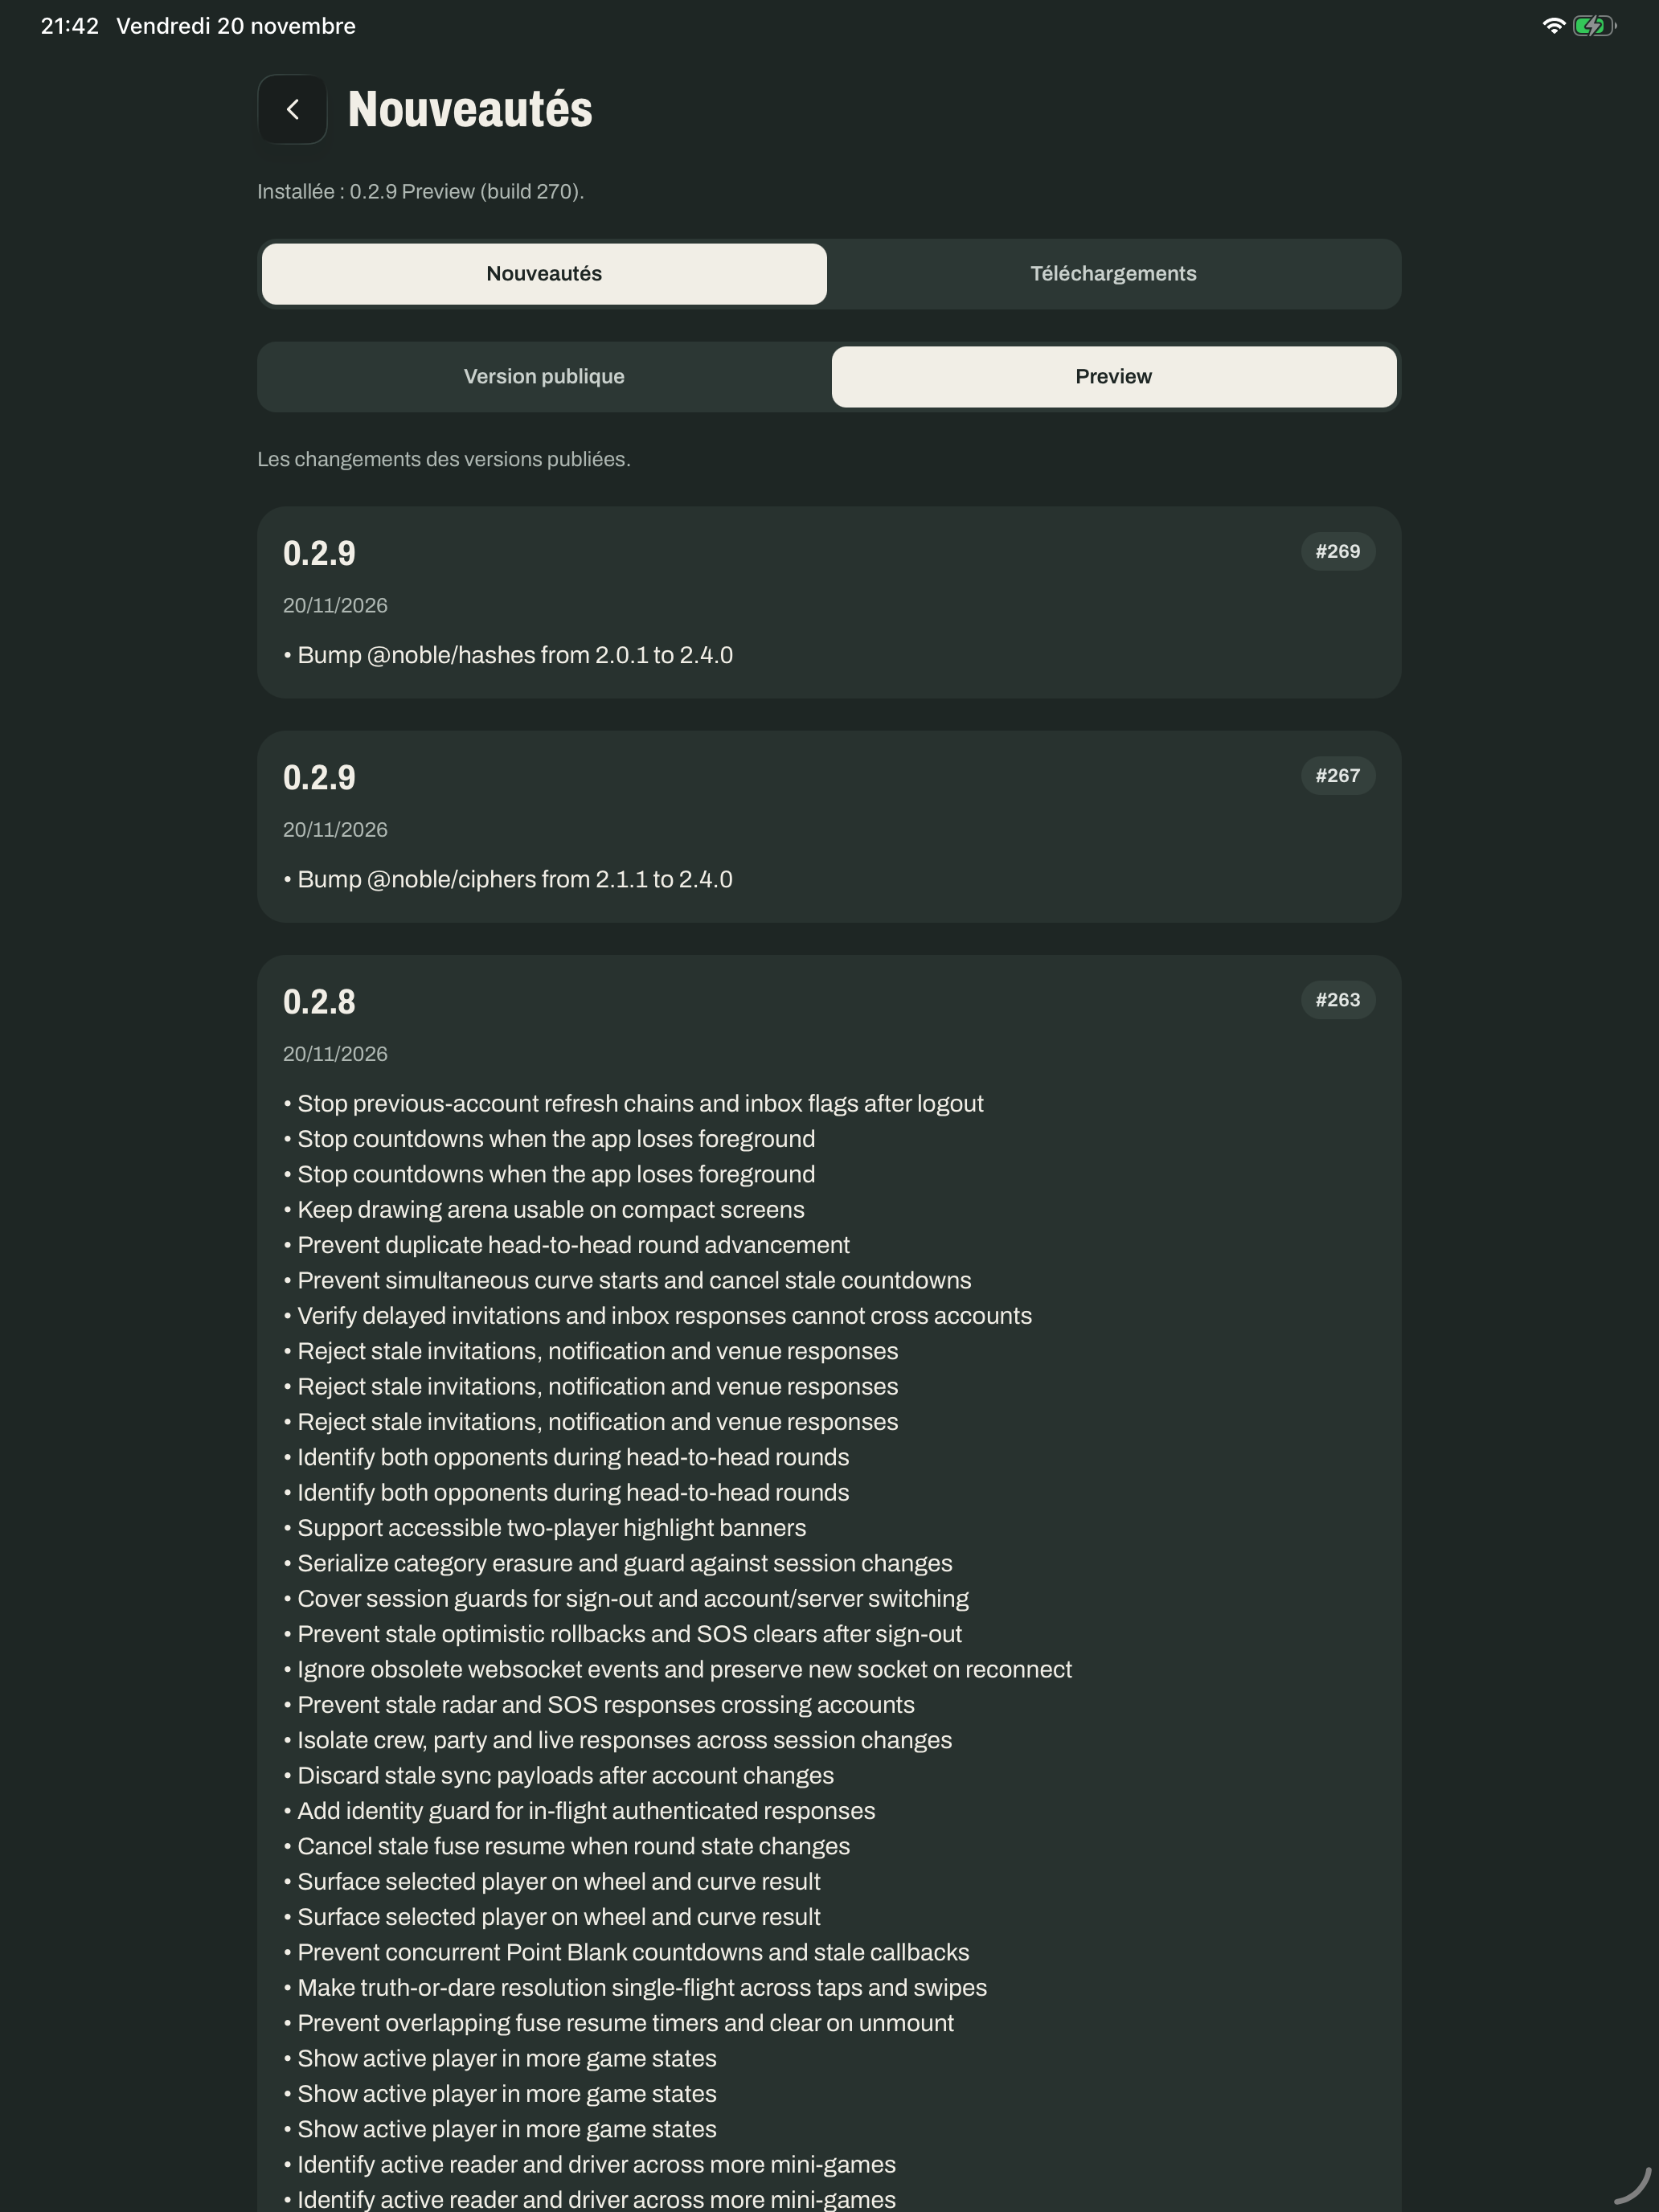 21:42 Vendredi 20 novembre
Nouveautés
Installée : 0.2.9 Preview (build 270).
Nouveautés Téléchargements
Version publique Preview
Les changements des versions publiées.
0.2.9 #269
20/11/2026
• Bump @noble/hashes from 2.0.1 to 2.4.0
0.2.9 #267
20/11/2026
• Bump @noble/ciphers from 2.1.1 to 2.4.0
0.2.8 #263
20/11/2026
• Stop previous-account refresh chains and inbox flags after logout
• Stop countdowns when the app loses foreground
• Stop countdowns when the app loses foreground
• Keep drawing arena usable on compact screens
• Prevent duplicate head-to-head round advancement
• Prevent simultaneous curve starts and cancel stale countdowns
• Verify delayed invitations and inbox responses cannot cross accounts
• Reject stale invitations, notification and venue responses
• Reject stale invitations, notification and venue responses
• Reject stale invitations, notification and venue responses
• Identify both opponents during head-to-head rounds
• Identify both opponents during head-to-head rounds
• Support accessible two-player highlight banners
• Serialize category erasure and guard against session changes
• Cover session guards for sign-out and account/server switching
• Prevent stale optimistic rollbacks and SOS clears after sign-out
• Ignore obsolete websocket events and preserve new socket on reconnect
• Prevent stale radar and SOS responses crossing accounts
• Isolate crew, party and live responses across session changes
• Discard stale sync payloads after account changes
• Add identity guard for in-flight authenticated responses
• Cancel stale fuse resume when round state changes
• Surface selected player on wheel and curve result
• Surface selected player on wheel and curve result
• Prevent concurrent Point Blank countdowns and stale callbacks
• Make truth-or-dare resolution single-flight across taps and swipes
• Prevent overlapping fuse resume timers and clear on unmount
• Show active player in more game states
• Show active player in more game states
• Show active player in more game states
• Identify active reader and driver across more mini-games
• Identify active reader and driver across more mini-games